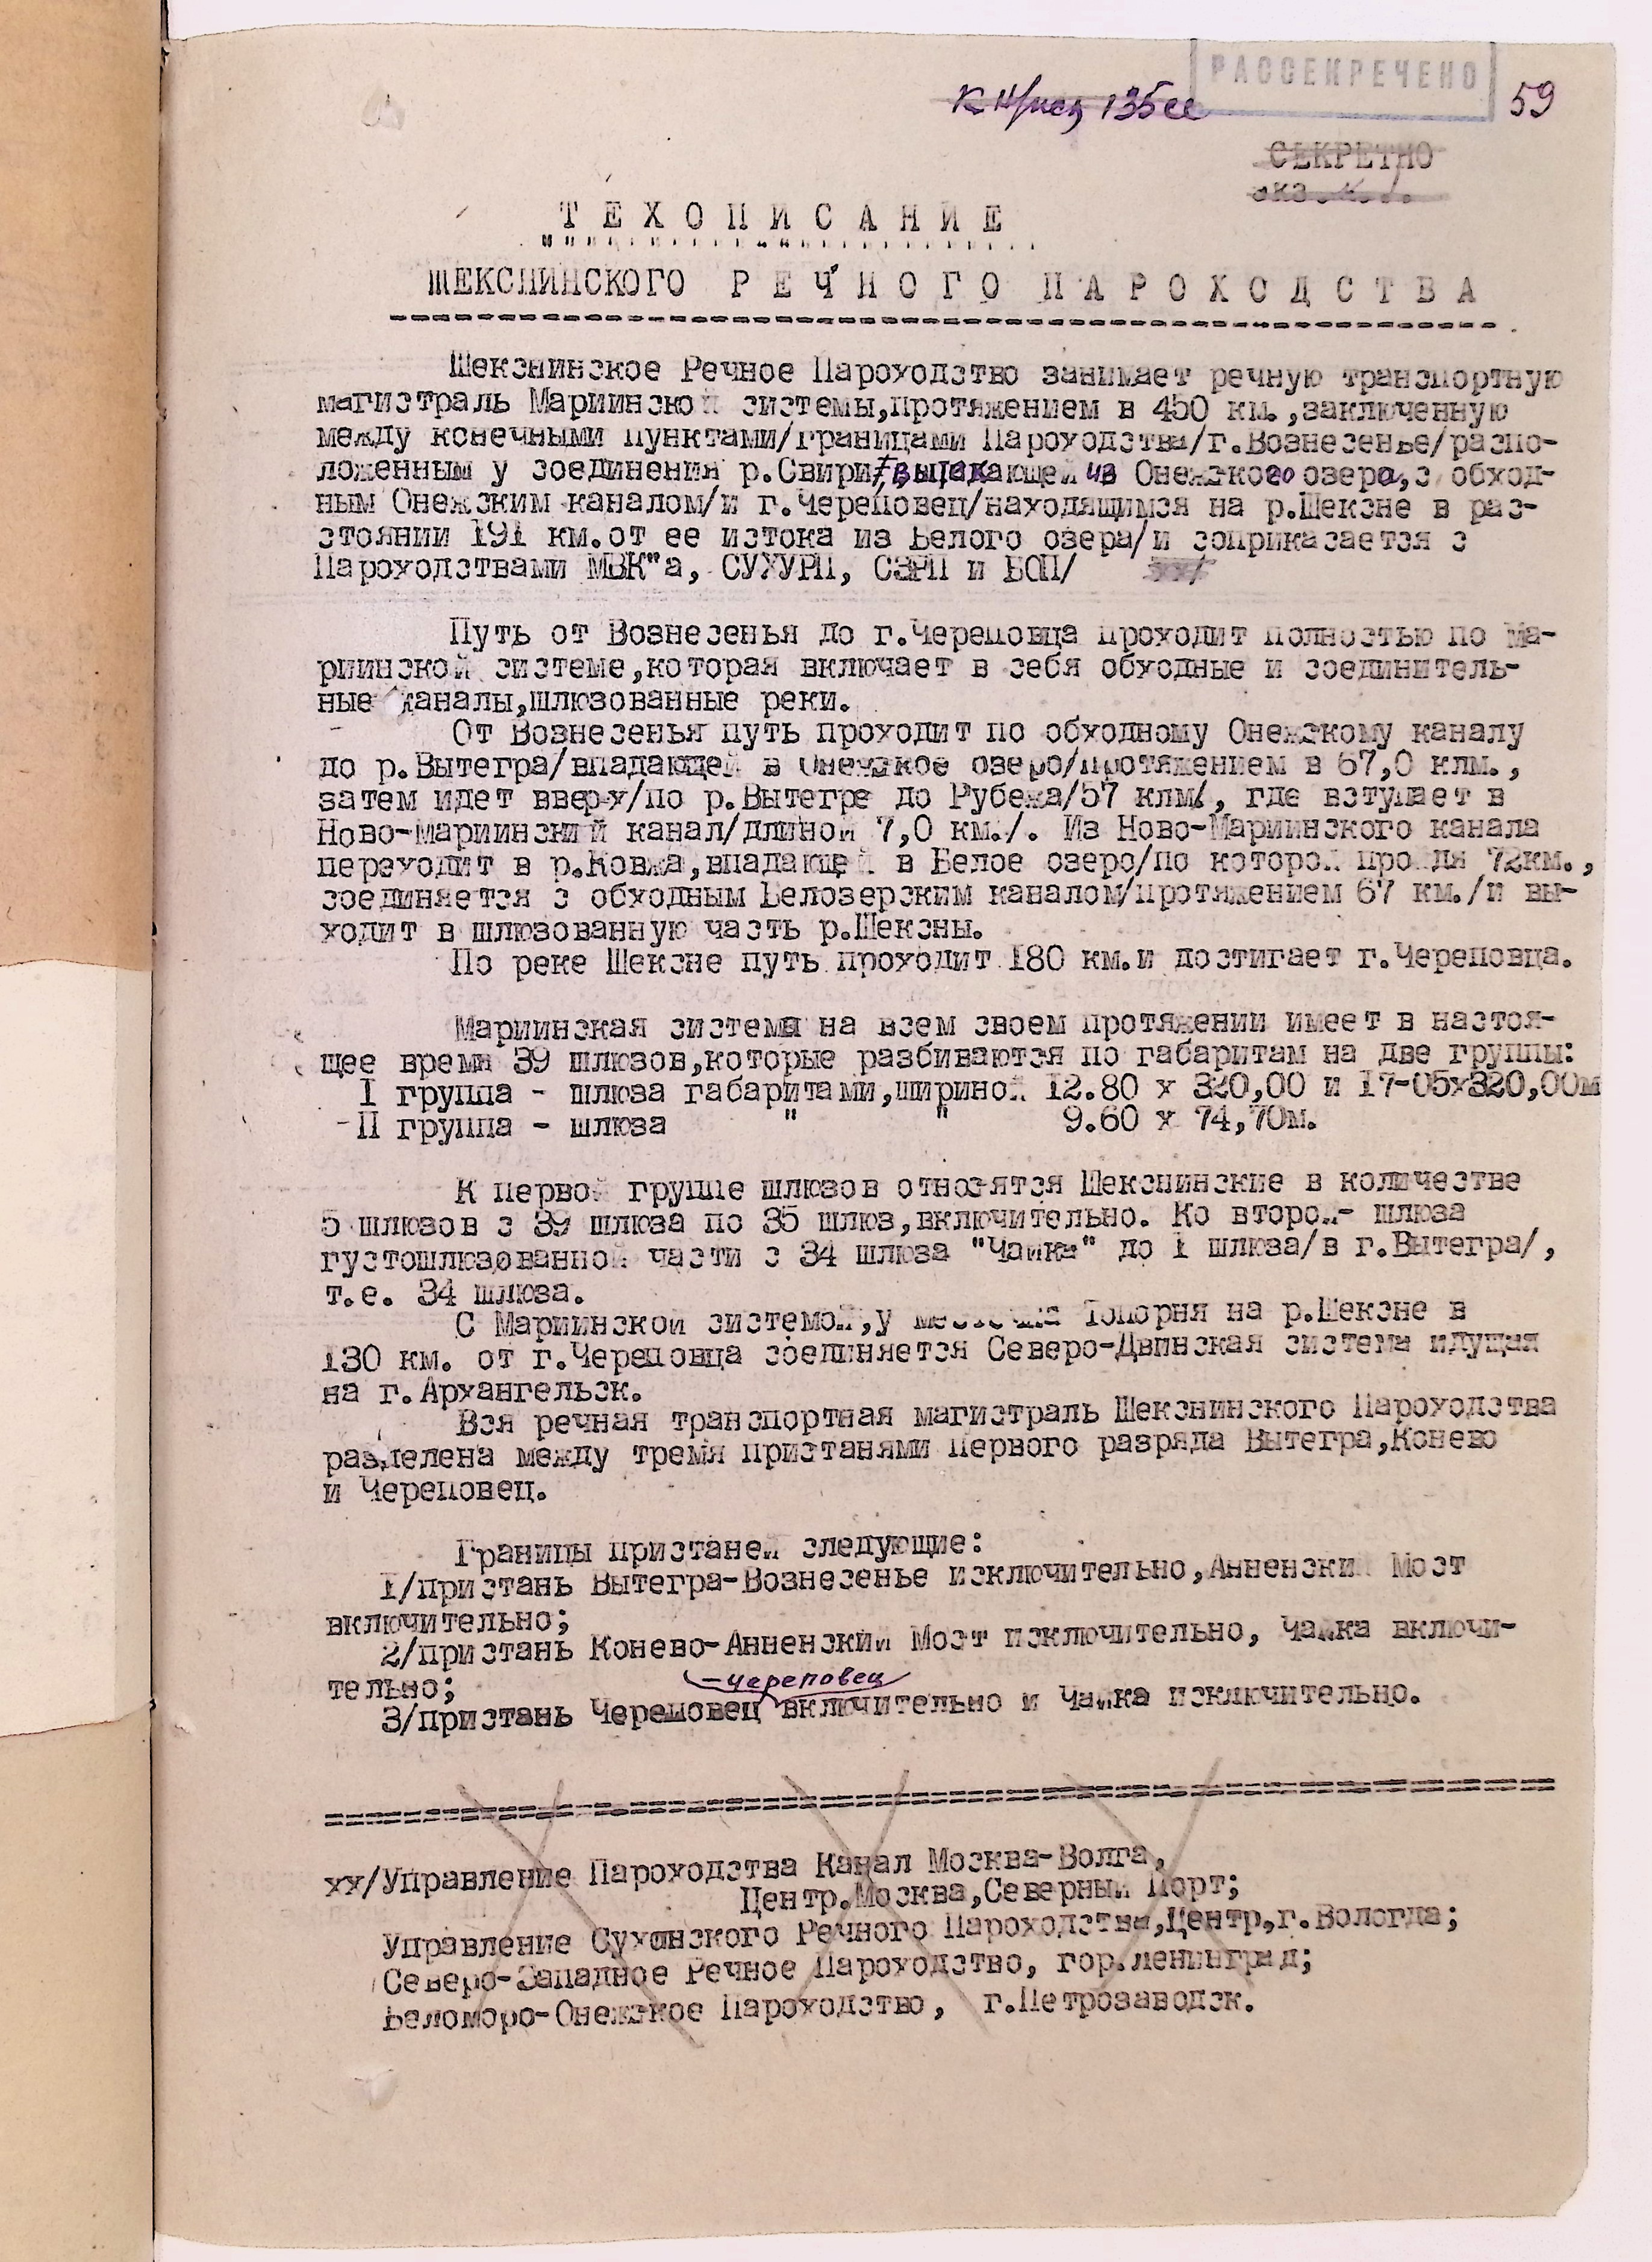 РАССЕКРЕЧЕНО
135сс
59
СЕКРЕТНО
экз.
ТЕХОПИСАНИЕ
ШЕКСНИНСКОГО РЕЧНОГО ПАРОХОДСТВА
Шекснинское Речное Пароходство занимает речную транспортную
магистраль Мариинской системы,протяжением в 450 км.,заключенную
между конечными пунктами/границами Пароходства/г.Вознесенье/распо-
ложенным у соединения р.Свири,/вытекающей из Онежского озера,с обход-
ным Онежским каналом/и г.Череповец/находящимся на р.Шексне в рас-
стоянии 191 км.от ее истока из Белого озера/и соприкасается с
Пароходствами МВК"а, СУХУРП, СЗРП и БОП/ хх/
Путь от Вознесенья до г.Череповца проходит полностью по Ма-
риинской системе,которая включает в себя обходные и соединитель-
ные каналы,шлюзованные реки.
От Вознесенья путь проходит по обходному Онежскому каналу
до р.Вытегра/впадающей в Онежское озеро/протяжением в 67,0 клм.,
затем идет вверх/по р.Вытегре до Рубежа/57 клм/, где вступает в
Ново-Мариинский канал/длиной 7,0 км./. Из Ново-Мариинского канала
переходит в р.Ковжа,впадающей в Белое озеро/по которой пройдя 72км.,
соединяется с обходным Белозерским каналом/протяжением 67 км./и вы-
ходит в шлюзованную часть р.Шексны.
По реке Шексне путь проходит 180 км.и достигает г.Череповца.
Мариинская система на всем своем протяжении имеет в настоя-
щее время 39 шлюзов,которые разбиваются по габаритам на две группы:
I группа - шлюза габаритами,шириной 12.80 х 320,00 и 17-05х320,00м
II группа - шлюза " " 9.60 х 74,70м.
К первой группе шлюзов относятся Шекснинские в количестве
5 шлюзов с 39 шлюза по 35 шлюз,включительно. Ко второй- шлюза
густошлюзованной части с 34 шлюза "Чайка" до I шлюза/в г.Вытегра/,
т.е. 34 шлюза.
С Мариинской системой,у местечка Топорня на р.Шексне в
130 км. от г.Череповца соединяется Северо-Двинская система идущая
на г.Архангельск.
Вся речная транспортная магистраль Шекснинского Пароходства
разделена между тремя пристанями первого разряда Вытегра,Конево
и Череповец.
Границы пристаней следующие:
1/пристань Вытегра-Вознесенье исключительно,Анненский Мост
включительно;
2/пристань Конево-Анненский Мост исключительно, Чайка включи-
тельно;
-Череповец
3/пристань Череповец включительно и Чайка исключительно.
хх/Управление Пароходства Канал Москва-Волга,
Центр.Москва,Северный Порт;
Управление Сухонского Речного Пароходства,Центр,г.Вологда;
Северо-Западное Речное Пароходство, гор.Ленинград;
Беломоро-Онежское Пароходство, г.Петрозаводск.